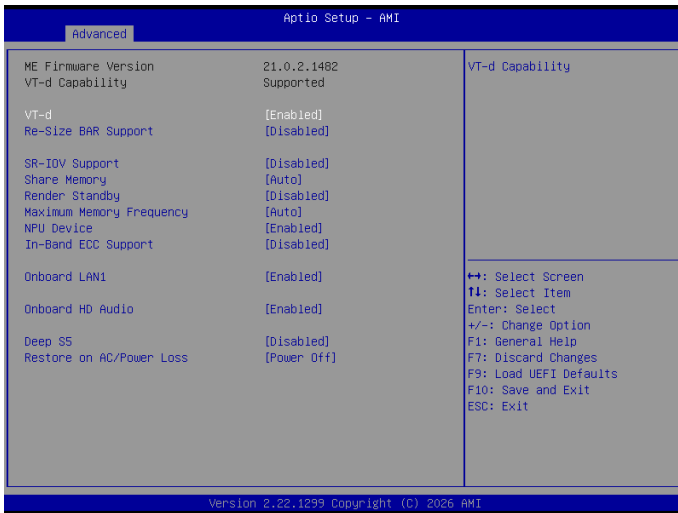 Aptio Setup – AMI
Advanced
ME Firmware Version 21.0.2.1482
VT-d Capability Supported
VT-d [Enabled]
Re-Size BAR Support [Disabled]
SR-IOV Support [Disabled]
Share Memory [Auto]
Render Standby [Disabled]
Maximum Memory Frequency [Auto]
NPU Device [Enabled]
In-Band ECC Support [Disabled]
Onboard LAN1 [Enabled]
Onboard HD Audio [Enabled]
Deep S5 [Disabled]
Restore on AC/Power Loss [Power Off]
VT-d Capability
↔: Select Screen
↑↓: Select Item
Enter: Select
+/-: Change Option
F1: General Help
F7: Discard Changes
F9: Load UEFI Defaults
F10: Save and Exit
ESC: Exit
Version 2.22.1299 Copyright (C) 2026 AMI